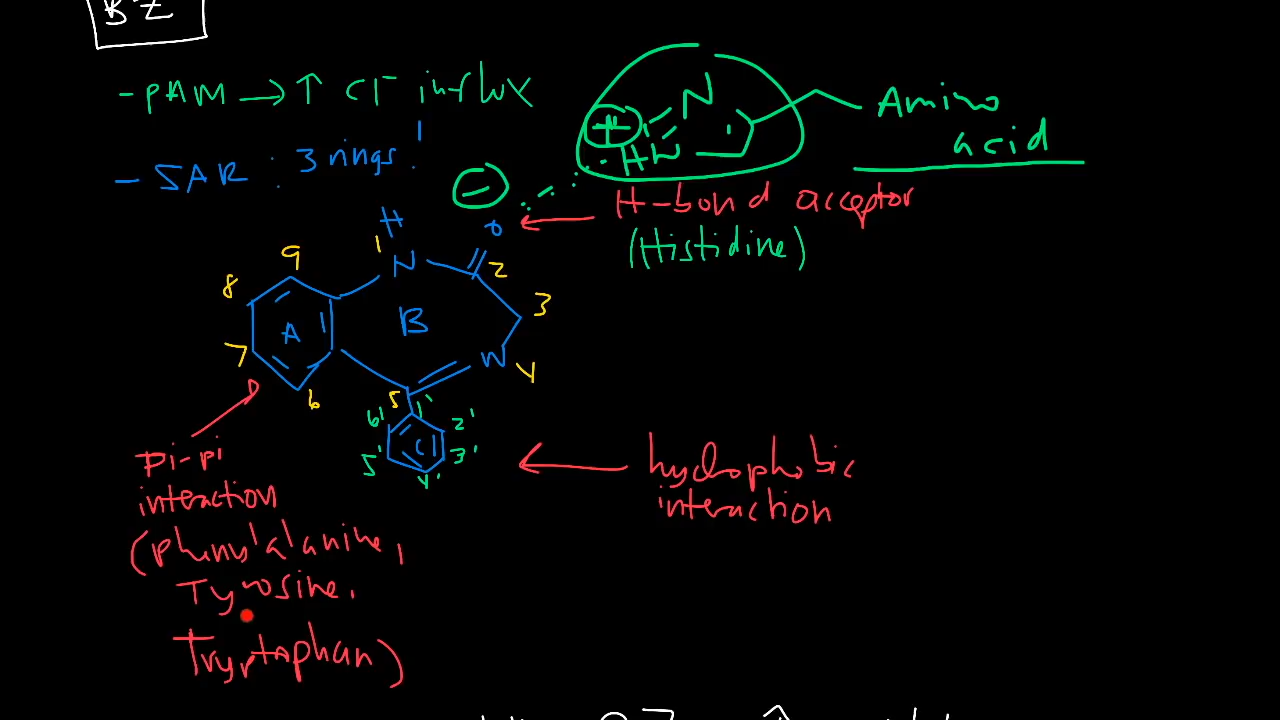 BZ
- PAM → ↑ Cl⁻ influx
- SAR : 3 rings!
+
N
HN
Amino
acid
−
H-bond acceptor
(Histidine)
H
O
1
N
2
9
8
3
A
B
7
N
4
6
5
1'
6'
2'
C
5'
3'
4'
pi-pi
interaction
(phenylalanine,
Tyrosine,
Tryptophan)
hydrophobic
interaction